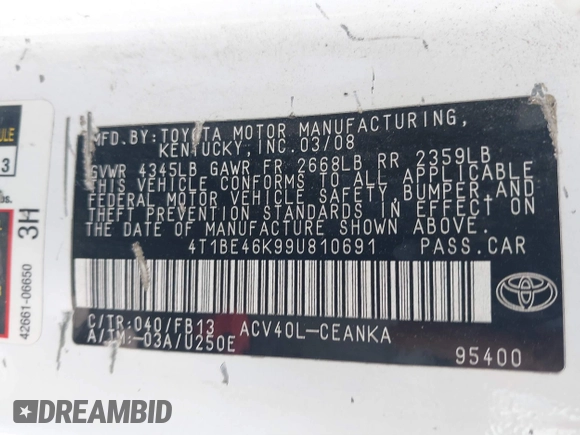 MFD.BY:TOYOTA MOTOR MANUFACTURING,
KENTUCKY,INC.03/08
GVWR 4345LB GAWR FR 2668LB RR 2359LB
THIS VEHICLE CONFORMS TO ALL APPLICABLE
FEDERAL MOTOR VEHICLE SAFETY,BUMPER,AND
THEFT PREVENTION STANDARDS IN EFFECT ON
THE DATE OF MANUFACTURE SHOWN ABOVE.
4T1BE46K99U810691 PASS.CAR
C/TR:040/FB13 ACV40L-CEANKA
A/TM:-03A/U250E
95400
TOYOTA
3H
42661-06650
DREAMBID